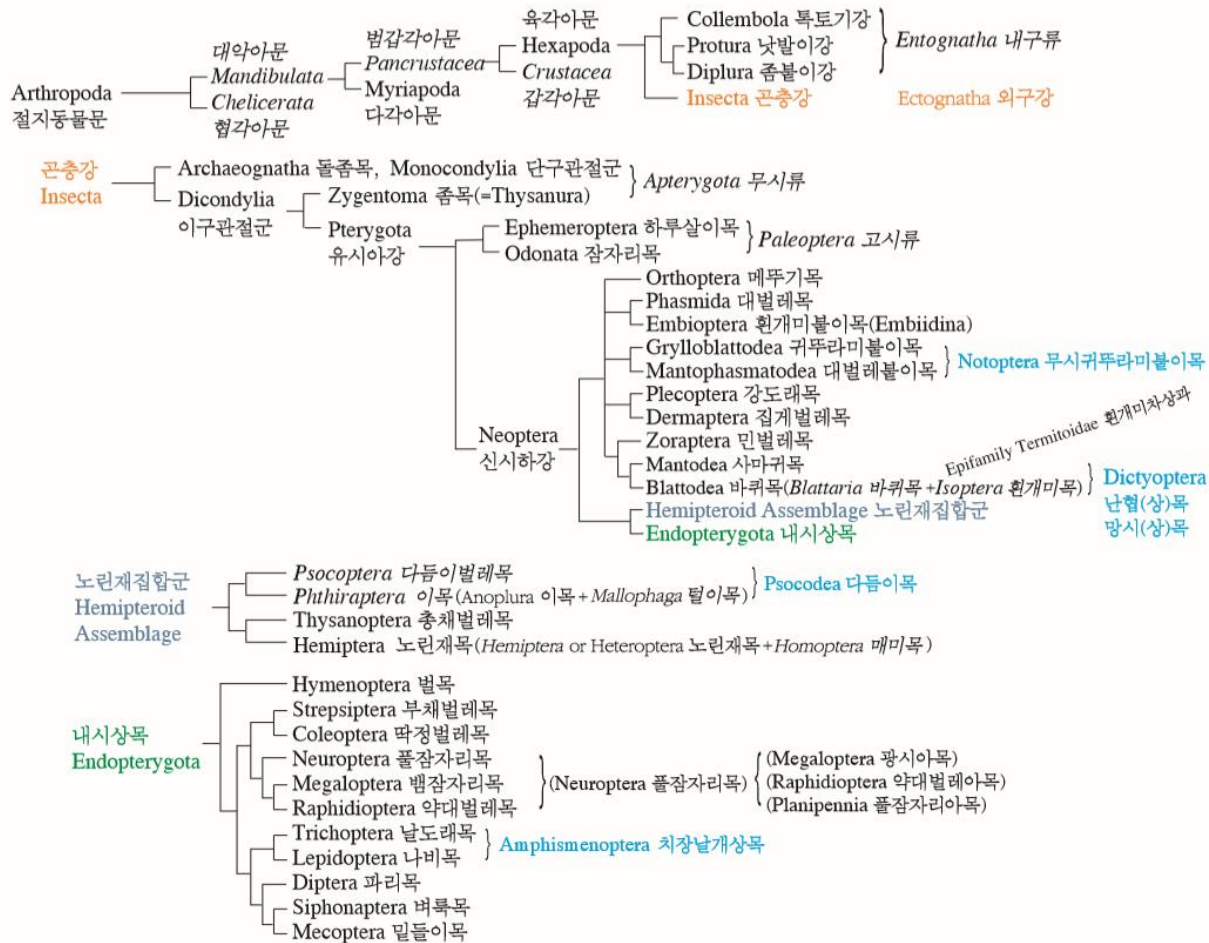 육각아문
Collembola 톡토기강
대악아문
범갑각아문
Hexapoda
Protura 낫발이강
Entognatha 내구류
Mandibulata
Pancrustacea
Crustacea
Diplura 좀붙이강
Arthropoda
Chelicerata
Myriapoda
갑각아문
Insecta 곤충강
Ectognatha 외구강
절지동물문
협각아문
다각아문
곤충강
Archaeognatha 돌좀목, Monocondylia 단구관절군
Apterygota 무시류
Insecta
Dicondylia
Zygentoma 좀목(=Thysanura)
이구관절군
Pterygota
유시아강
Ephemeroptera 하루살이목
Paleoptera 고시류
Odonata 잠자리목
Orthoptera 메뚜기목
Phasmida 대벌레목
Embioptera 흰개미붙이목(Embiidina)
Grylloblattodea 귀뚜라미붙이목
Notoptera 무시귀뚜라미붙이목
Mantophasmatodea 대벌레붙이목
Plecoptera 강도래목
Dermaptera 집게벌레목
Neoptera
신시하강
Zoraptera 민벌레목
Epifamily Termitoidae 흰개미차상과
Mantodea 사마귀목
Blattodea 바퀴목(Blattaria 바퀴목+Isoptera 흰개미목)
Dictyoptera
난협(상)목
망시(상)목
Hemipteroid Assemblage 노린재집합군
Endopterygota 내시상목
노린재집합군
Hemipteroid
Assemblage
Psocoptera 다듬이벌레목
Psocodea 다듬이목
Phthiraptera 이목(Anoplura 이목+Mallophaga 털이목)
Thysanoptera 총채벌레목
Hemiptera 노린재목(Hemiptera or Heteroptera 노린재목+Homoptera 매미목)
Hymenoptera 벌목
Strepsiptera 부채벌레목
내시상목
Endopterygota
Coleoptera 딱정벌레목
Neuroptera 풀잠자리목
(Megaloptera 광시아목)
Megaloptera 뱀잠자리목
(Neuroptera 풀잠자리목)
(Raphidioptera 약대벌레아목)
Raphidioptera 약대벌레목
(Planipennia 풀잠자리아목)
Trichoptera 날도래목
Amphismenoptera 치장날개상목
Lepidoptera 나비목
Diptera 파리목
Siphonaptera 벼룩목
Mecoptera 밑들이목